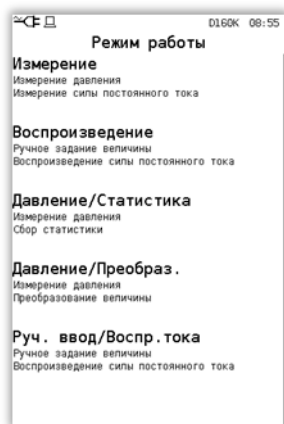 D160K 08:55
Режим работы
Измерение
Измерение давления
Измерение силы постоянного тока
Воспроизведение
Ручное задание величины
Воспроизведение силы постоянного тока
Давление/Статистика
Измерение давления
Сбор статистики
Давление/Преобраз.
Измерение давления
Преобразование величины
Руч. ввод/Воспр.тока
Ручное задание величины
Воспроизведение силы постоянного тока